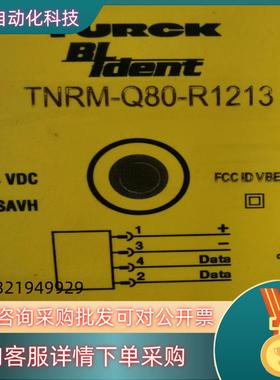 自动化科技
TURCK
BL ident
TNRM-Q80-R1213
VDC
SAVH
FCC ID VBE
1 +
3 −
4 Data
2 Data
821949929
咨询采购批发可对公开票
客服详情下单采购